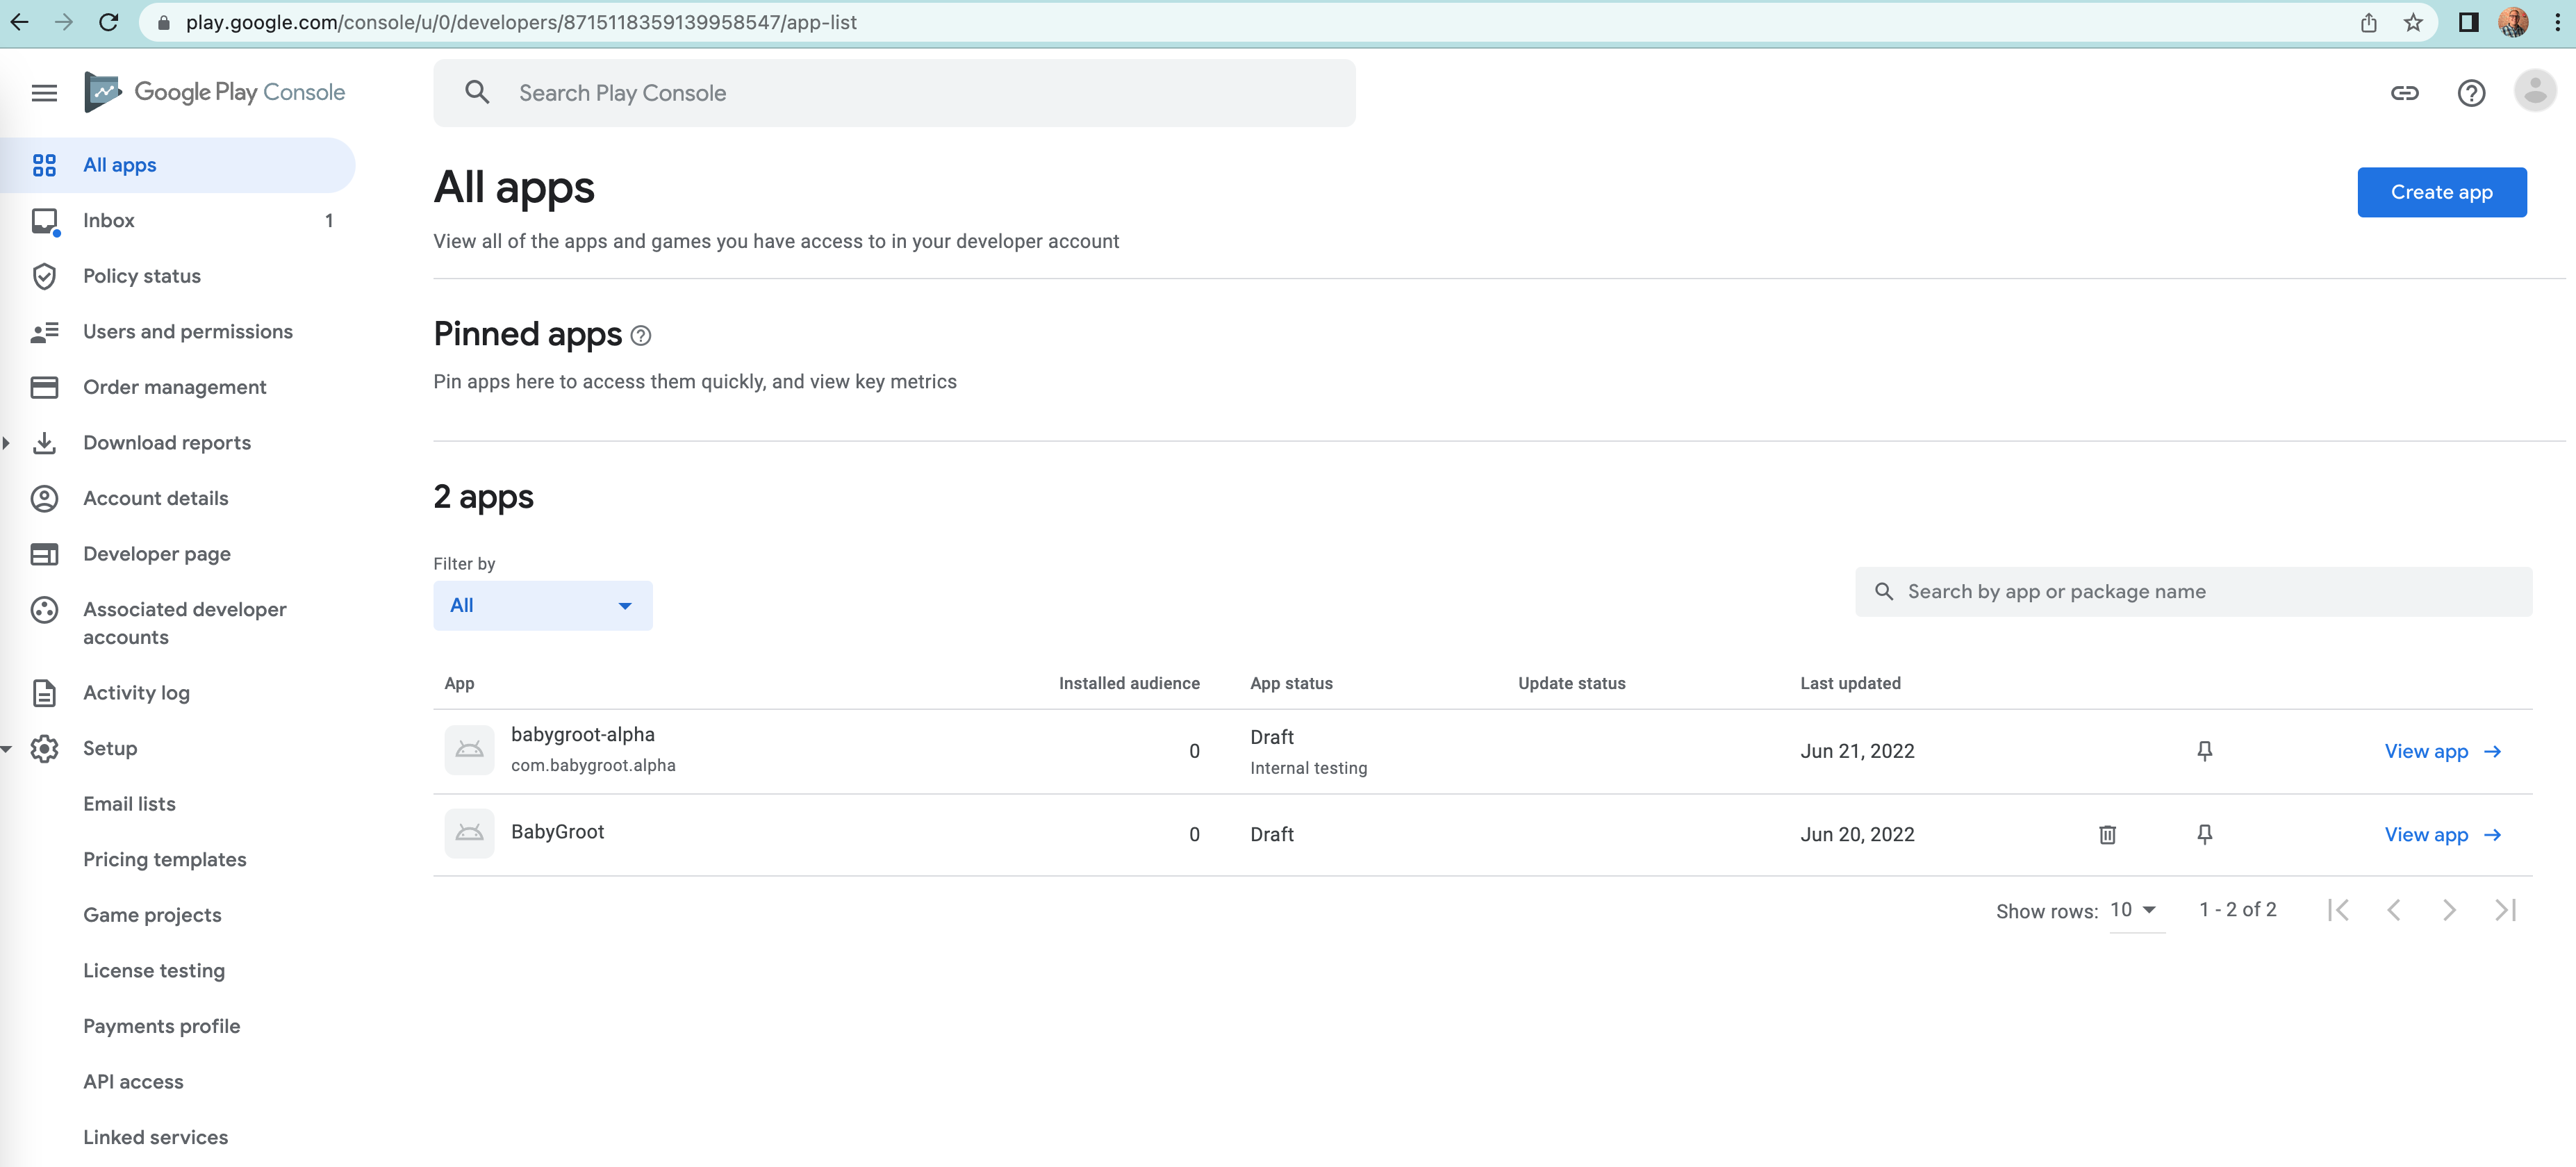 play.google.com/console/u/0/developers/8715118359139958547/app-list
Google Play Console
Search Play Console
All apps
Inbox 1
Policy status
Users and permissions
Order management
Download reports
Account details
Developer page
Associated developer
accounts
Activity log
Setup
Email lists
Pricing templates
Game projects
License testing
Payments profile
API access
Linked services
All apps
Create app
View all of the apps and games you have access to in your developer account
Pinned apps
Pin apps here to access them quickly, and view key metrics
2 apps
Filter by
All
Search by app or package name
App Installed audience App status Update status Last updated
babygroot-alpha
com.babygroot.alpha
0
Draft
Internal testing
Jun 21, 2022
View app
BabyGroot 0 Draft Jun 20, 2022 View app
Show rows: 10 1 - 2 of 2